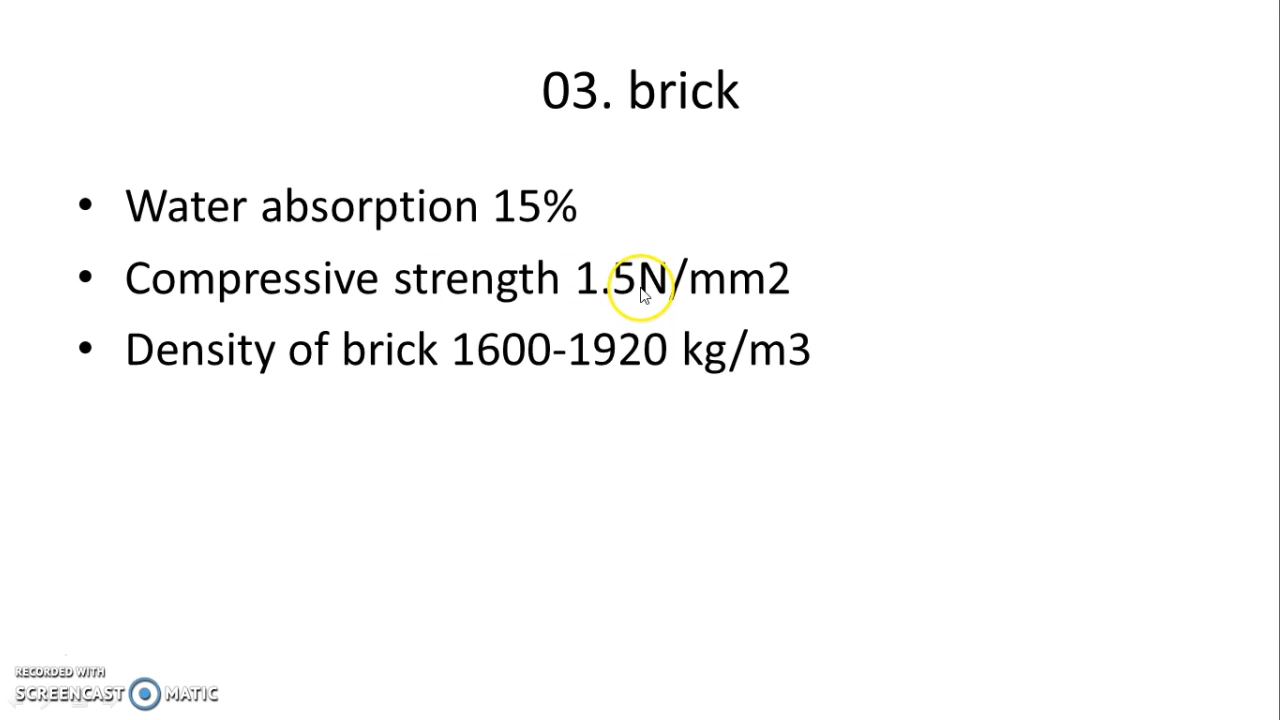 03. brick
• Water absorption 15%
• Compressive strength 1.5N/mm2
• Density of brick 1600-1920 kg/m3
RECORDED WITH
SCREENCAST MATIC